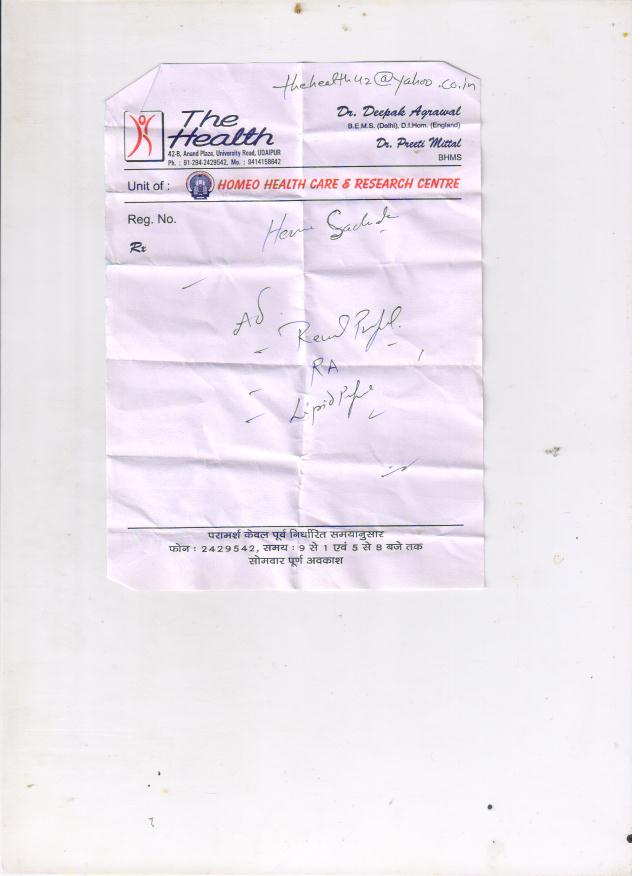 thehealth42@yahoo.co.in
The Health
42-B, Anand Plaza, University Road, UDAIPUR
Ph. : 91-294-2429542, Mo. : 9414158642
Dr. Deepak Agrawal
B.E.M.S. (Delhi), D.I.Hom. (England)
Dr. Preeti Mittal
BHMS
Unit of : HOMEO HEALTH CARE & RESEARCH CENTRE
Reg. No.
Rx
Ad
Renal Profil.
RA
Lipid Profile
परामर्श केवल पूर्व निर्धारित समयानुसार
फोन : 2429542, समय : 9 से 1 एवं 5 से 8 बजे तक
सोमवार पूर्ण अवकाश